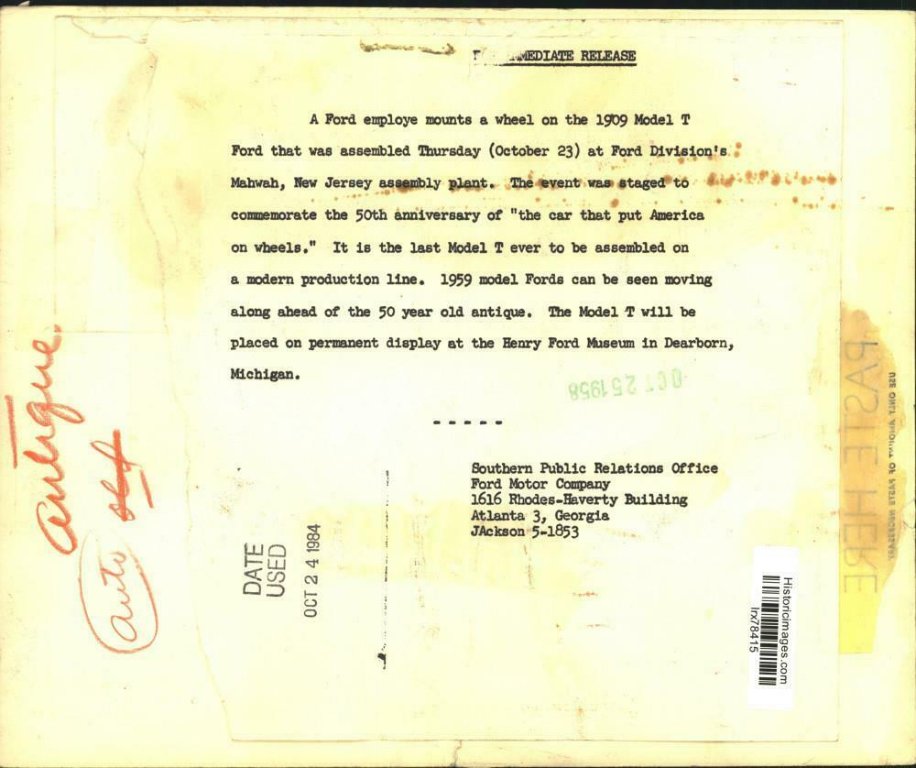 MEDIATE RELEASE
A Ford employe mounts a wheel on the 1909 Model T
Ford that was assembled Thursday (October 23) at Ford Division's
Mahwah, New Jersey assembly plant. The event was staged to
commemorate the 50th anniversary of "the car that put America
on wheels." It is the last Model T ever to be assembled on
a modern production line. 1959 model Fords can be seen moving
along ahead of the 50 year old antique. The Model T will be
placed on permanent display at the Henry Ford Museum in Dearborn,
Michigan.
OCT 25 1958
- - - - -
Southern Public Relations Office
Ford Motor Company
1616 Rhodes-Haverty Building
Atlanta 3, Georgia
JAckson 5-1853
DATE
USED
OCT 24 1984
antique
auto
PASTE HERE
Historicimages.com
lrx78415